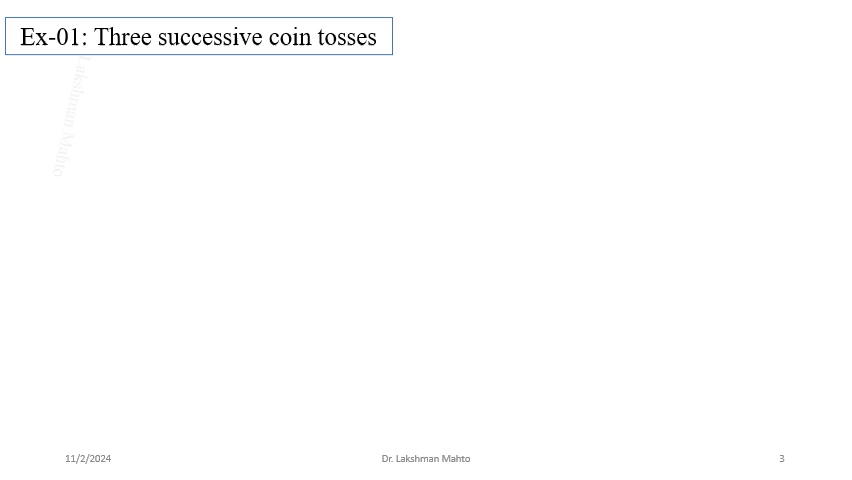 Ex-01: Three successive coin tosses
Lakshman Mahto
11/2/2024
Dr. Lakshman Mahto
3